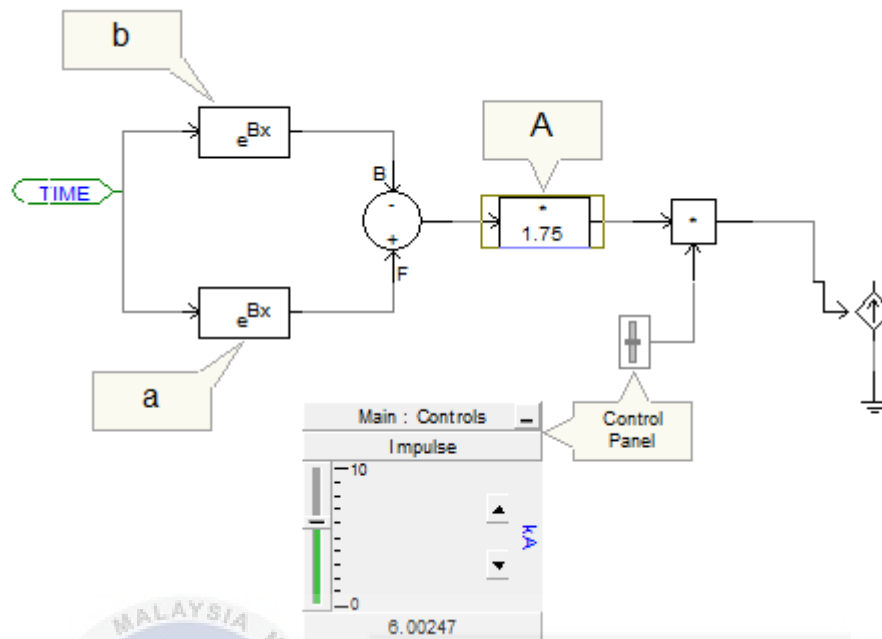 b
e^Bx
TIME
B
-
+
F
A
*
1.75
*
e^Bx
a
Control
Panel
Main : Controls
Impulse
10
0
kA
6.00247
MALAYSIA